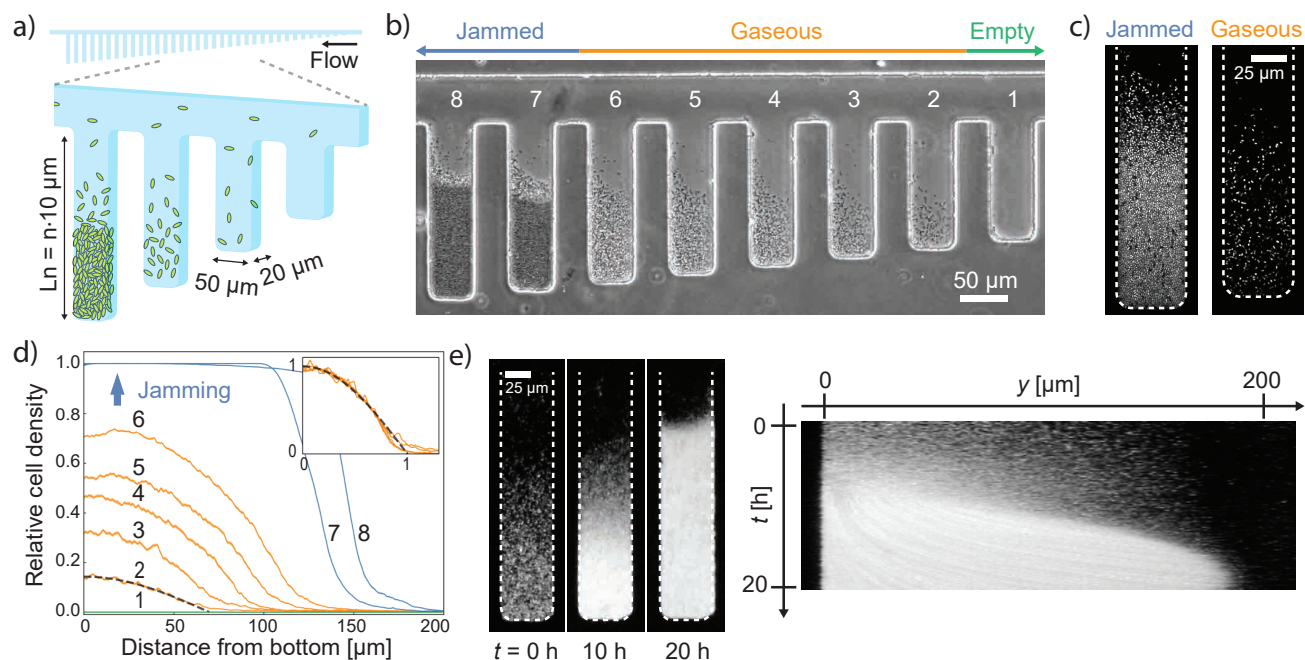 a)
Flow
Ln = n·10 µm
50 µm
20 µm
b)
Jammed
Gaseous
Empty
8 7 6 5 4 3 2 1
50 µm
c)
Jammed
Gaseous
25 µm
d)
Relative cell density
1.0
0.8
0.6
0.4
0.2
0.0
Jamming
6
5
4
3
2
1
7
8
1
0
0
1
0 50 100 150 200
Distance from bottom [µm]
e)
25 µm
t = 0 h
10 h
20 h
0
y [µm]
200
0
t [h]
20